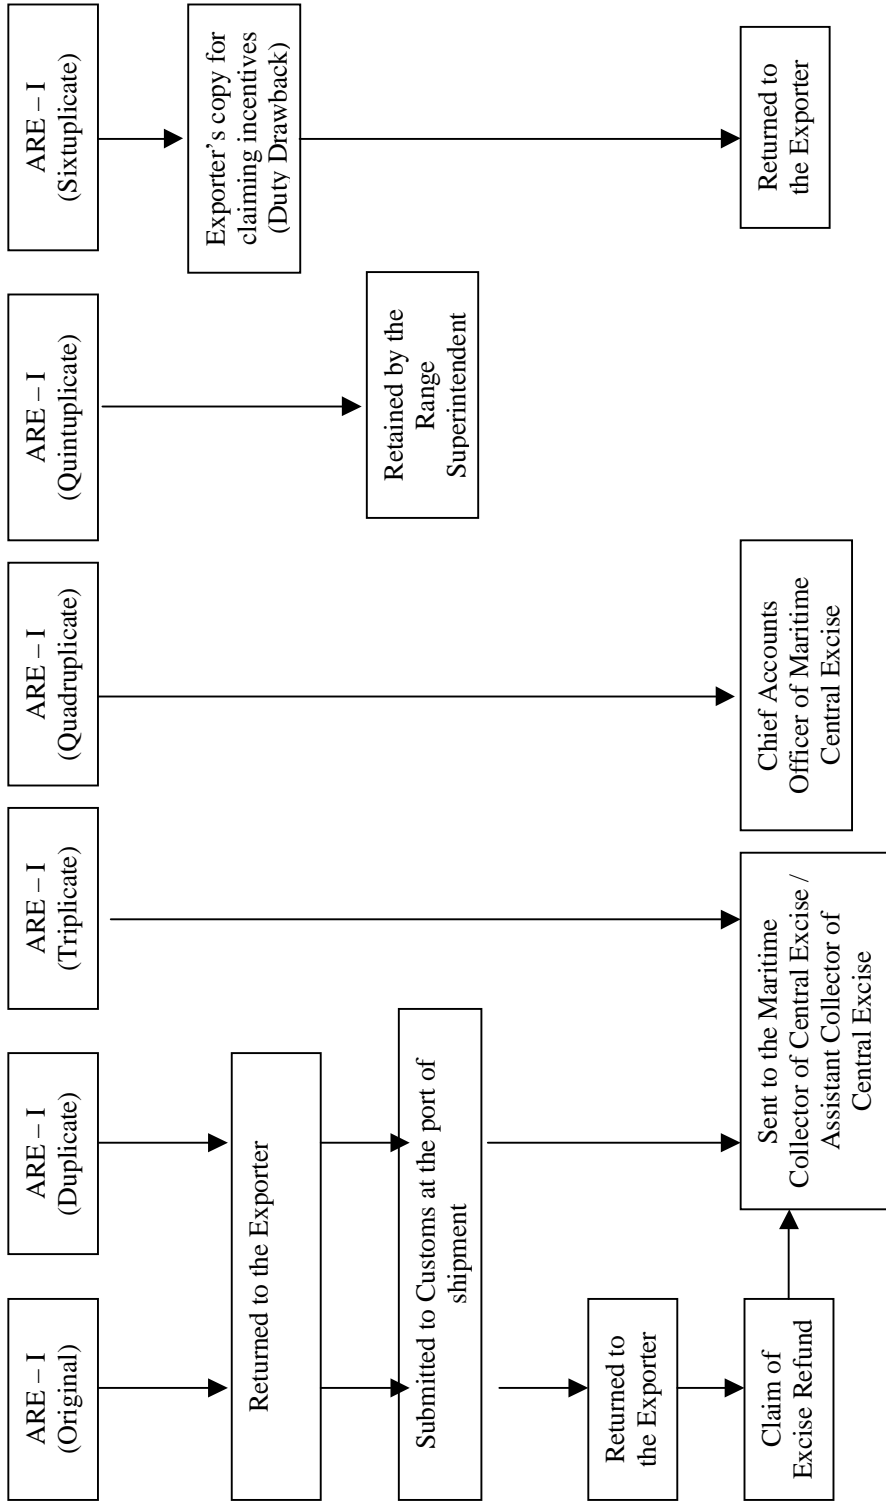 ARE – I
(Original)
ARE – I
(Duplicate)
ARE – I
(Triplicate)
ARE – I
(Quadruplicate)
ARE – I
(Quintuplicate)
ARE – I
(Sixtuplicate)
Returned to the Exporter
Exporter's copy for
claiming incentives
(Duty Drawback)
Submitted to Customs at the port of
shipment
Retained by the
Range
Superintendent
Returned to
the Exporter
Claim of
Excise Refund
Sent to the Maritime
Collector of Central Excise /
Assistant Collector of
Central Excise
Chief Accounts
Officer of Maritime
Central Excise
Returned to
the Exporter